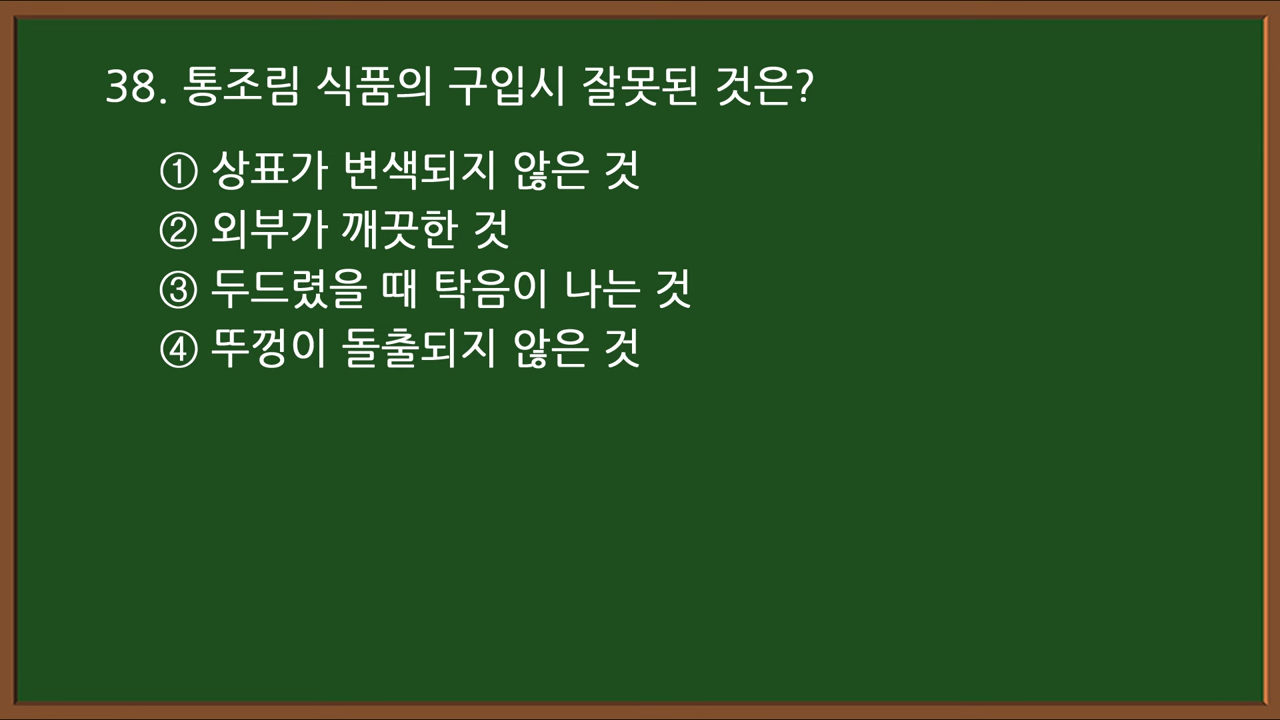 38. 통조림 식품의 구입시 잘못된 것은?
① 상표가 변색되지 않은 것
② 외부가 깨끗한 것
③ 두드렸을 때 탁음이 나는 것
④ 뚜껑이 돌출되지 않은 것